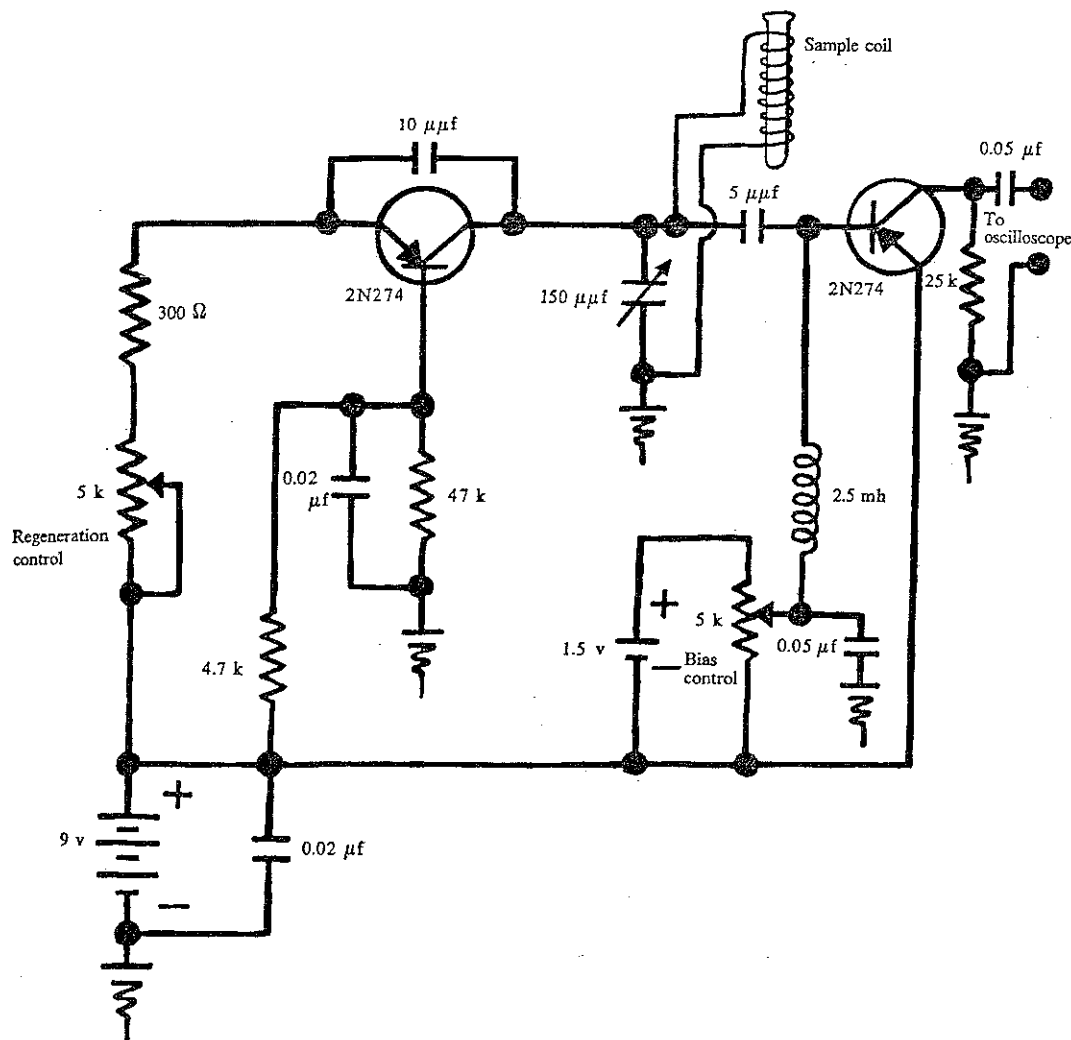 Sample coil
10 μμf
0.05 μf
5 μμf
To
oscilloscope
2N274
2N274
25 k
150 μμf
300 Ω
0.02
μf
47 k
5 k
2.5 mh
Regeneration
control
+
5 k
4.7 k
1.5 v
— Bias
control
0.05 μf
+
9 v
0.02 μf
—